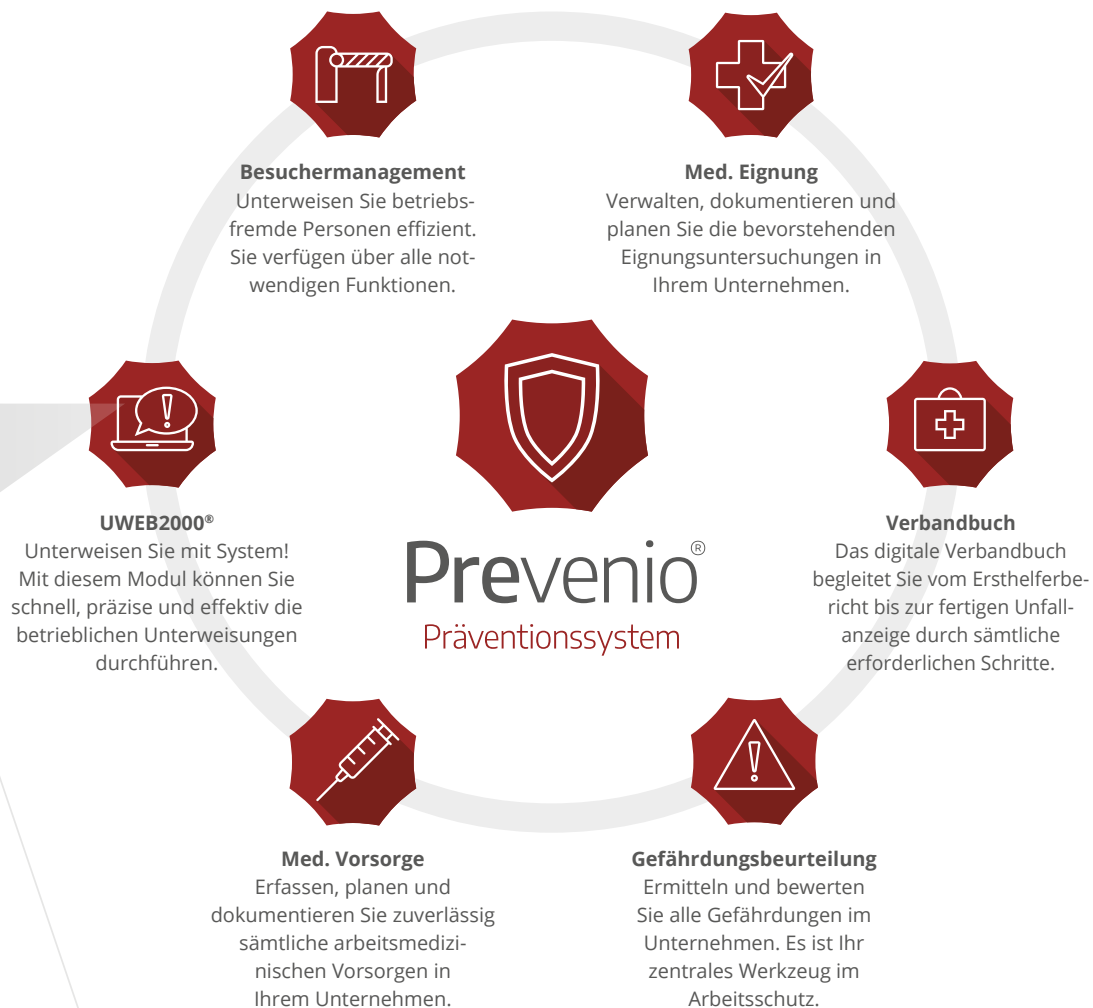 Besuchermanagement
Unterweisen Sie betriebs-
fremde Personen effizient.
Sie verfügen über alle not-
wendigen Funktionen.
Med. Eignung
Verwalten, dokumentieren und
planen Sie die bevorstehenden
Eignungsuntersuchungen in
Ihrem Unternehmen.
UWEB2000®
Unterweisen Sie mit System!
Mit diesem Modul können Sie
schnell, präzise und effektiv die
betrieblichen Unterweisungen
durchführen.
Prevenio®
Präventionssystem
Verbandbuch
Das digitale Verbandbuch
begleitet Sie vom Ersthelferbe-
richt bis zur fertigen Unfall-
anzeige durch sämtliche
erforderlichen Schritte.
Med. Vorsorge
Erfassen, planen und
dokumentieren Sie zuverlässig
sämtliche arbeitsmedizi-
nischen Vorsorgen in
Ihrem Unternehmen.
Gefährdungsbeurteilung
Ermitteln und bewerten
Sie alle Gefährdungen im
Unternehmen. Es ist Ihr
zentrales Werkzeug im
Arbeitsschutz.